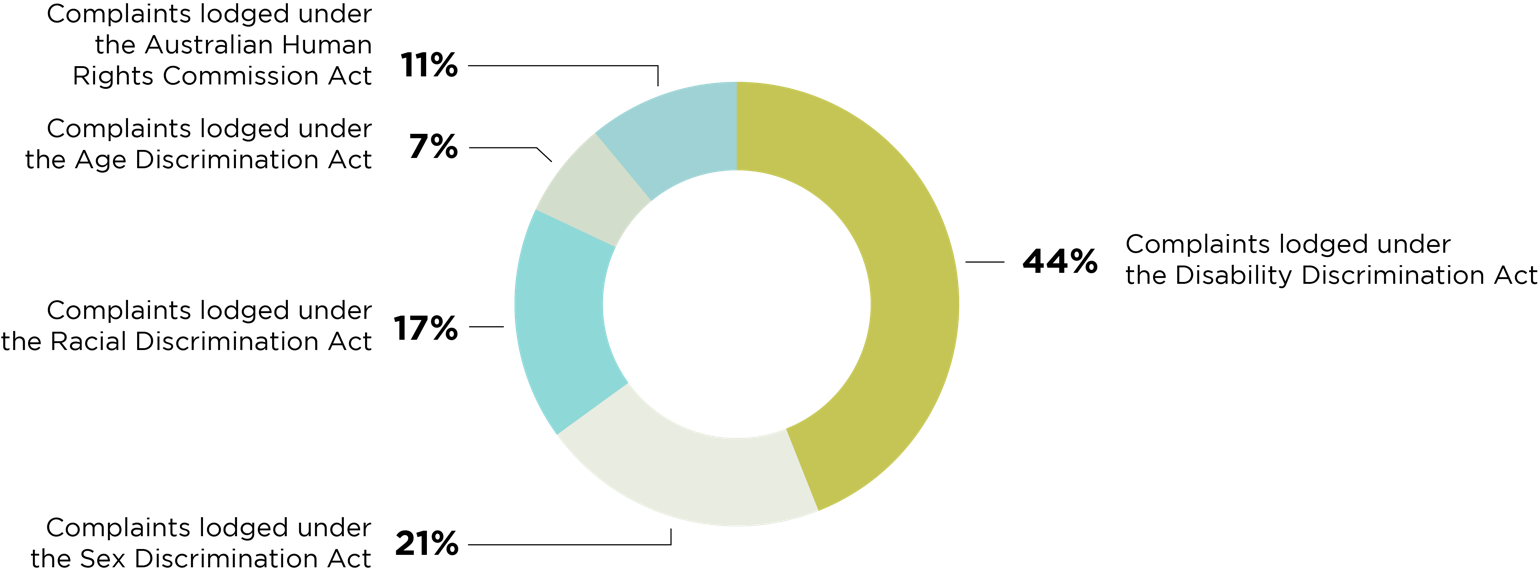 Complaints lodged under
the Australian Human
Rights Commission Act
11%
Complaints lodged under
the Age Discrimination Act
7%
Complaints lodged under
the Racial Discrimination Act
17%
Complaints lodged under
the Sex Discrimination Act
21%
44%
Complaints lodged under
the Disability Discrimination Act